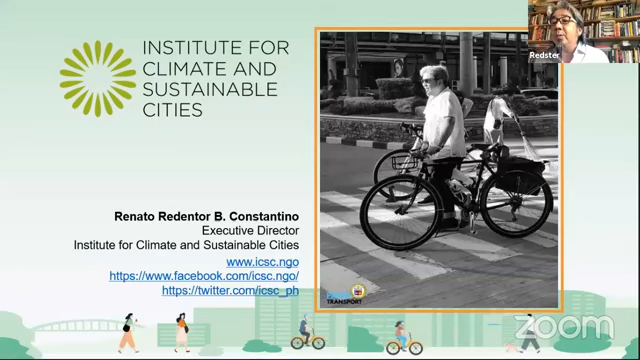 INSTITUTE FOR
CLIMATE AND
SUSTAINABLE
CITIES
Redster
Renato Redentor B. Constantino
Executive Director
Institute for Climate and Sustainable Cities
www.icsc.ngo
https://www.facebook.com/icsc.ngo/
https://twitter.com/icsc_ph
TRANSPORT
zoom